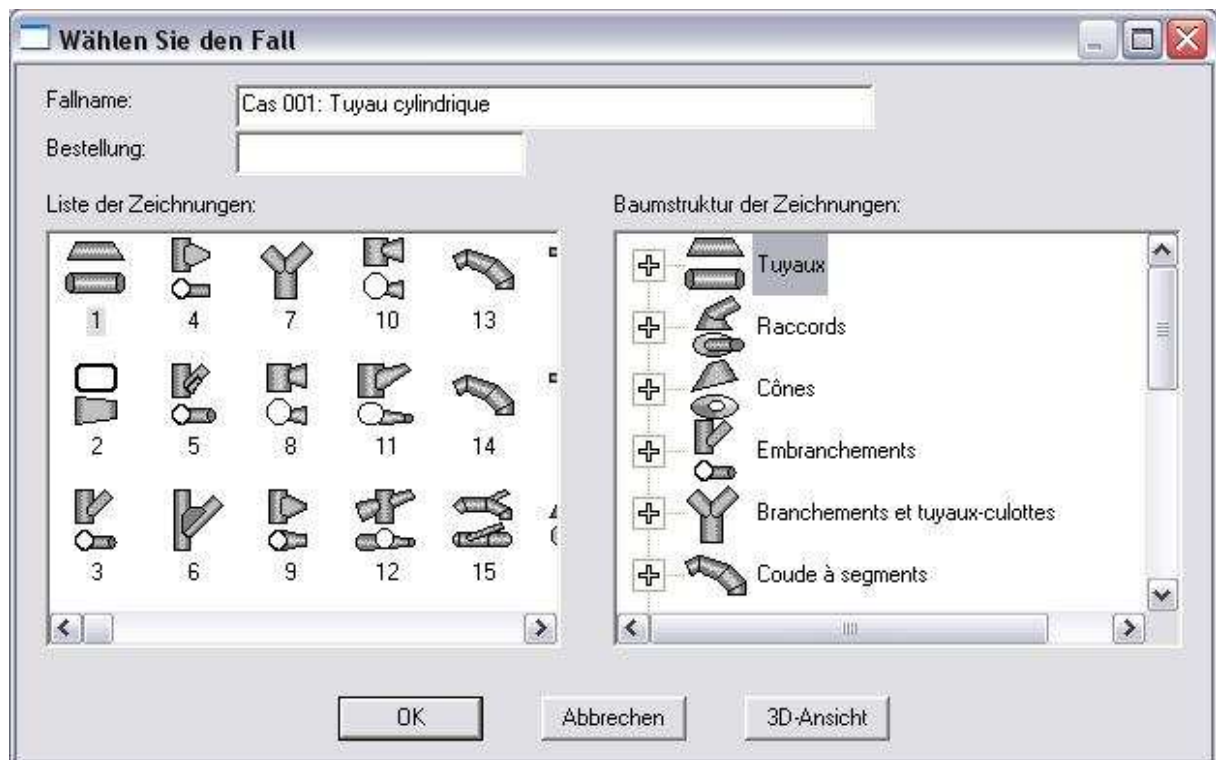 Wählen Sie den Fall
Fallname: Cas 001: Tuyau cylindrique
Bestellung:
Liste der Zeichnungen: Baumstruktur der Zeichnungen:
1 4 7 10 13
2 5 8 11 14
3 6 9 12 15
Tuyaux
Raccords
Cônes
Embranchements
Branchements et tuyaux-culottes
Coude à segments
OK Abbrechen 3D-Ansicht